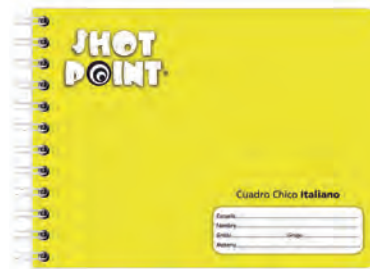 SHOT
POINT
Cuadro Chico Italiano
Escuela
Nombre
Grado Grupo
Materia